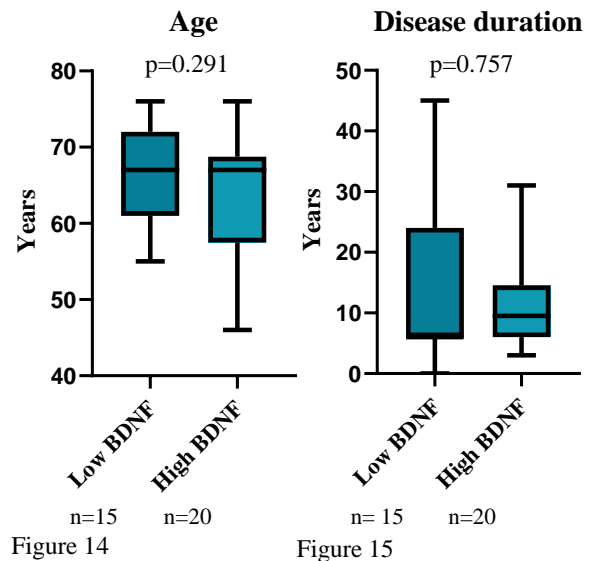 Age
p=0.291
80
70
60
50
40
Years
Low BDNF
High BDNF
n=15 n=20
Figure 14
Disease duration
p=0.757
50
40
30
20
10
0
Years
Low BDNF
High BDNF
n= 15 n=20
Figure 15